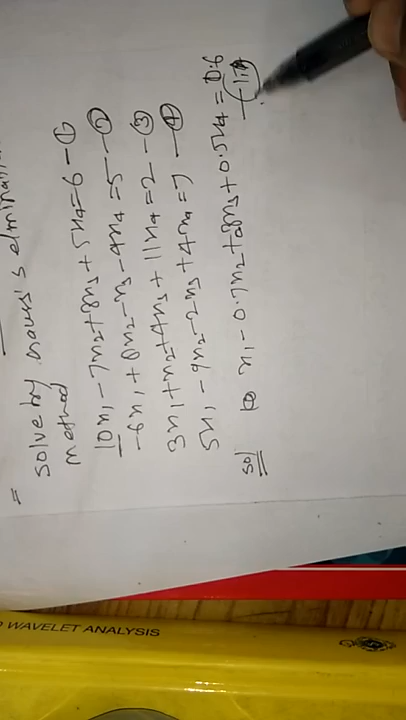 =
solve by Gauss's elimination
method
10x₁ - 7x₂ + 3x₃ + 5x₄ = 6 - ①
-6x₁ + 8x₂ - x₃ - 4x₄ = 5 - ②
3x₁ + x₂ + 4x₃ + 11x₄ = 2 - ③
5x₁ - 9x₂ - 2x₃ + 4x₄ = 7 - ④
sol x₁ - 0.7x₂ + 0.3x₃ + 0.5x₄ = 0.6
WAVELET ANALYSIS